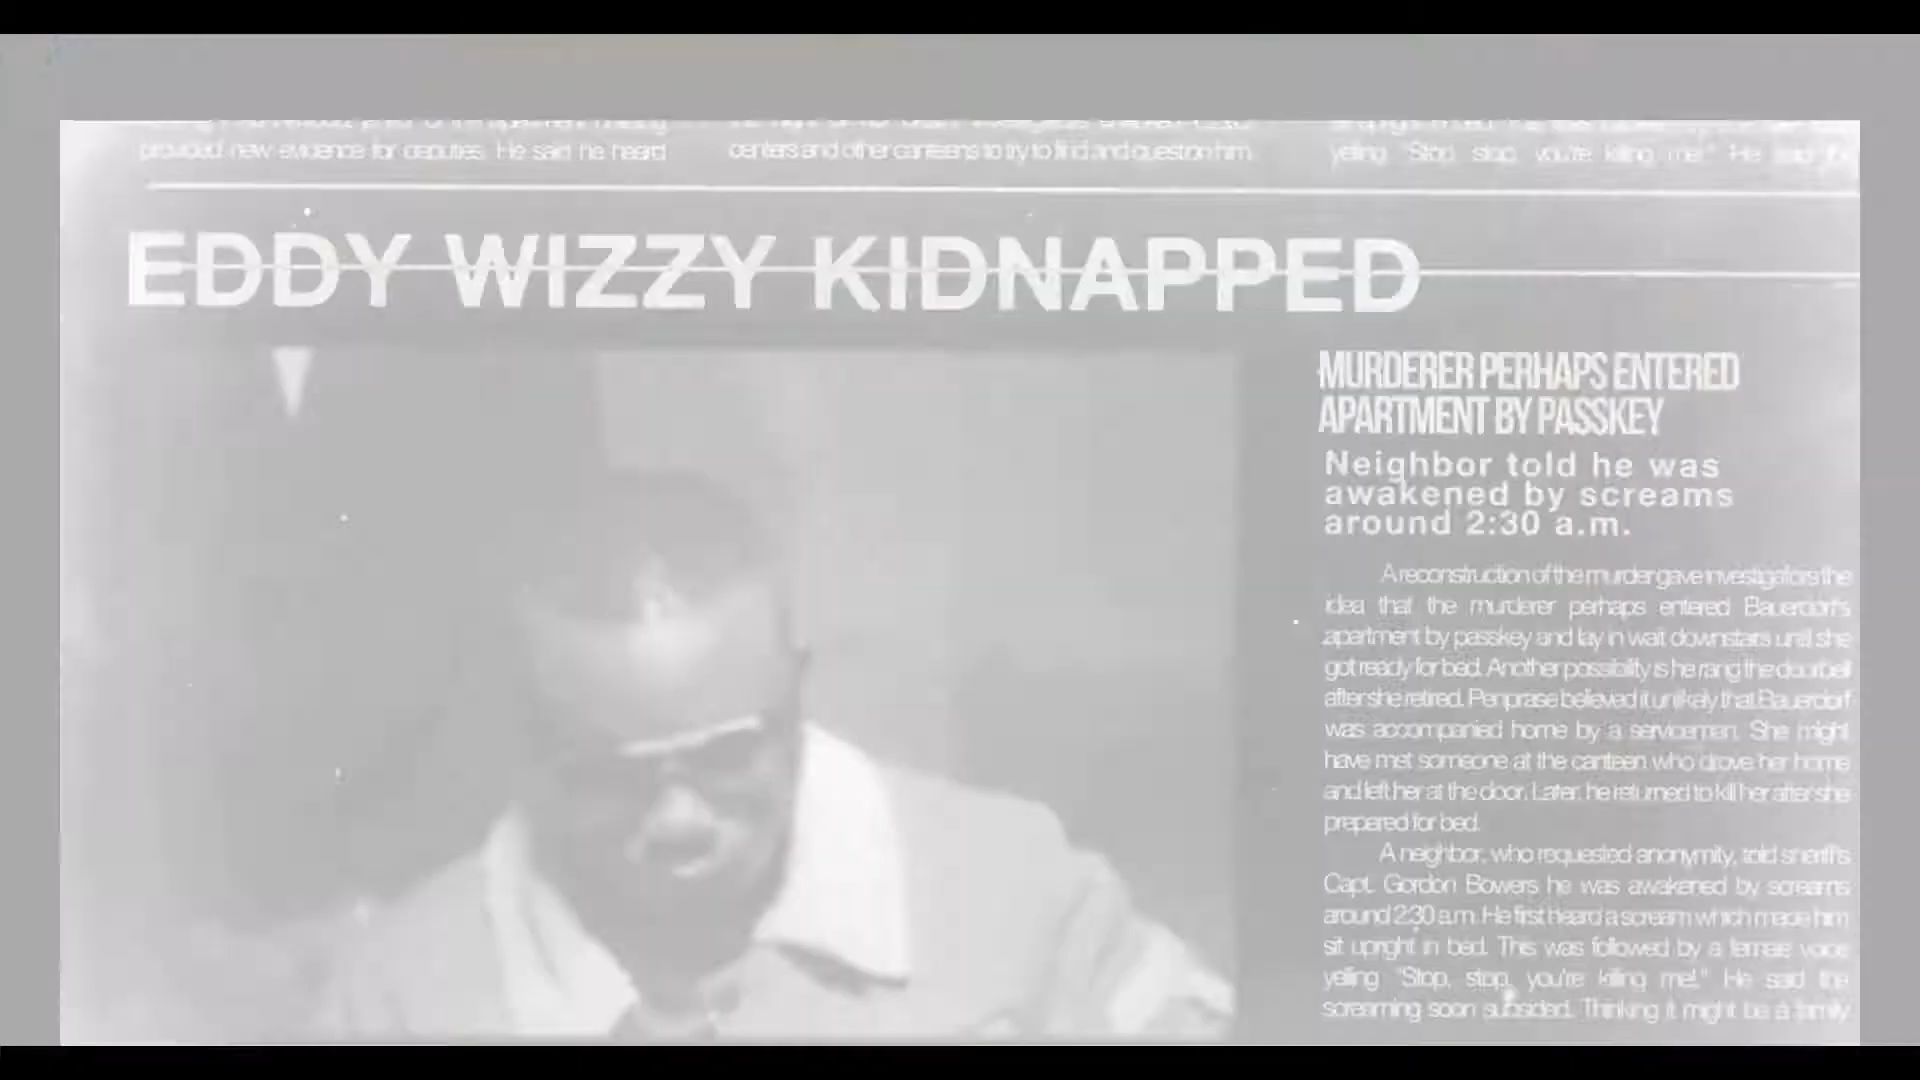 provided new evidence for deputies. He said he heard
centers and other canteens to try to find and question him.
yelling "Stop, stop, you're killing me!" He said the
EDDY WIZZY KIDNAPPED
MURDERER PERHAPS ENTERED
APARTMENT BY PASSKEY
Neighbor told he was
awakened by screams
around 2:30 a.m.
A reconstruction of the murder gave investigators the
idea that the murderer perhaps entered Bauerdorf's
apartment by passkey and lay in wait downstairs until she
got ready for bed. Another possibility is he rang the doorbell
after she retired. Penprase believed it unlikely that Bauerdorf
was accompanied home by a serviceman. She might
have met someone at the canteen who drove her home
and left her at the door. Later, he returned to kill her after she
prepared for bed.
A neighbor, who requested anonymity, told sheriff's
Capt. Gordon Bowers he was awakened by screams
around 2:30 a.m. He first heard a scream which made him
sit upright in bed. This was followed by a female voice
yelling "Stop, stop, you're killing me!" He said the
screaming soon subsided. Thinking it might be a family